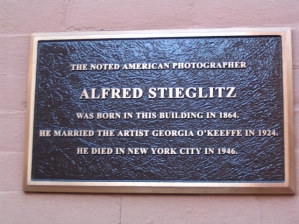 THE NOTED AMERICAN PHOTOGRAPHER
ALFRED STIEGLITZ
WAS BORN IN THIS BUILDING IN 1864.
HE MARRIED THE ARTIST GEORGIA O'KEEFFE IN 1924.
HE DIED IN NEW YORK CITY IN 1946.